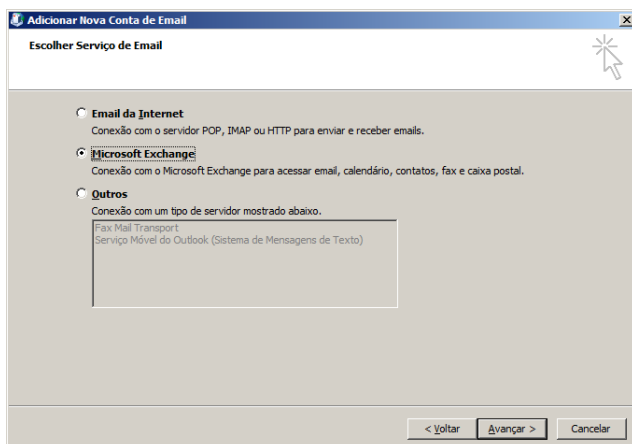 Adicionar Nova Conta de Email
Escolher Serviço de Email
Email da Internet
Conexão com o servidor POP, IMAP ou HTTP para enviar e receber emails.
Microsoft Exchange
Conexão com o Microsoft Exchange para acessar email, calendário, contatos, fax e caixa postal.
Outros
Conexão com um tipo de servidor mostrado abaixo.
Fax Mail Transport
Serviço Móvel do Outlook (Sistema de Mensagens de Texto)
< Voltar Avançar > Cancelar